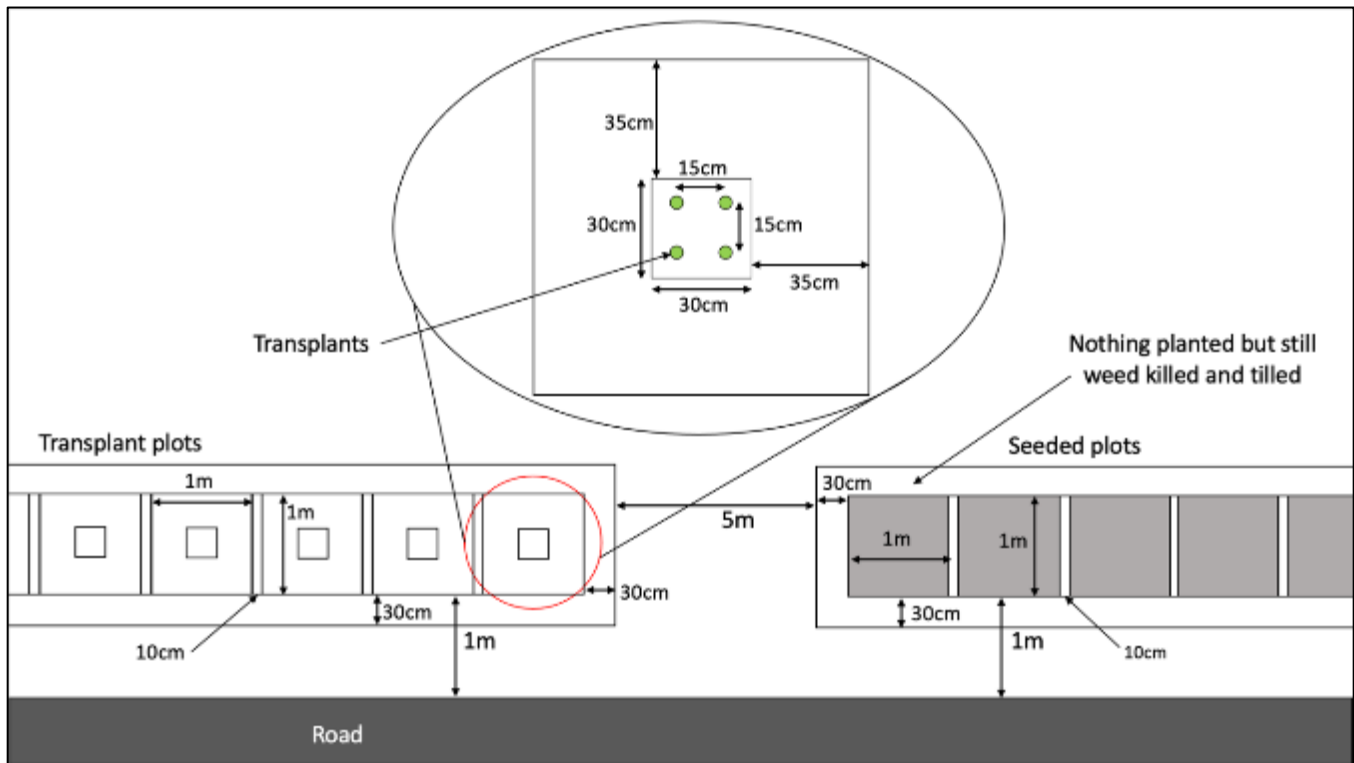 35cm
15cm
30cm
15cm
35cm
30cm
Transplants
Nothing planted but still
weed killed and tilled
Transplant plots
Seeded plots
1m
1m
30cm
5m
1m
1m
30cm
30cm
30cm
10cm
1m
1m
10cm
Road